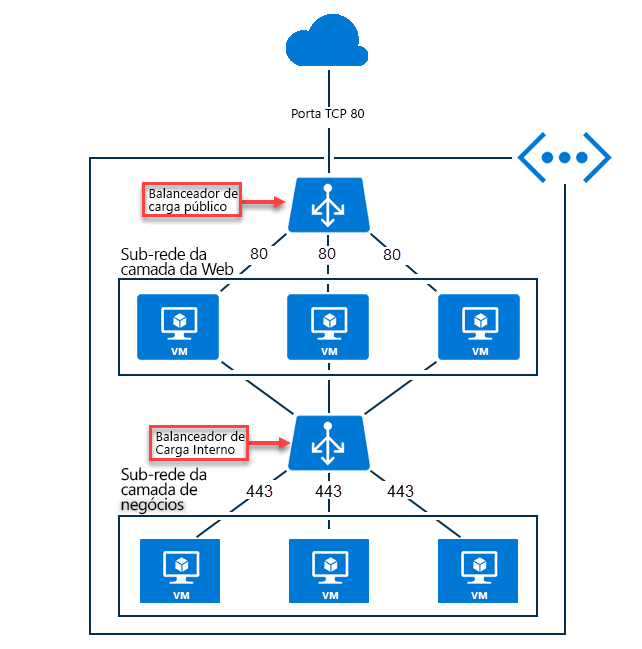 Porta TCP 80
Balanceador de
carga público
Sub-rede da
camada da Web
80
80
80
VM
VM
VM
Balanceador de
Carga Interno
Sub-rede da
camada de
negócios
443
443
443
VM
VM
VM